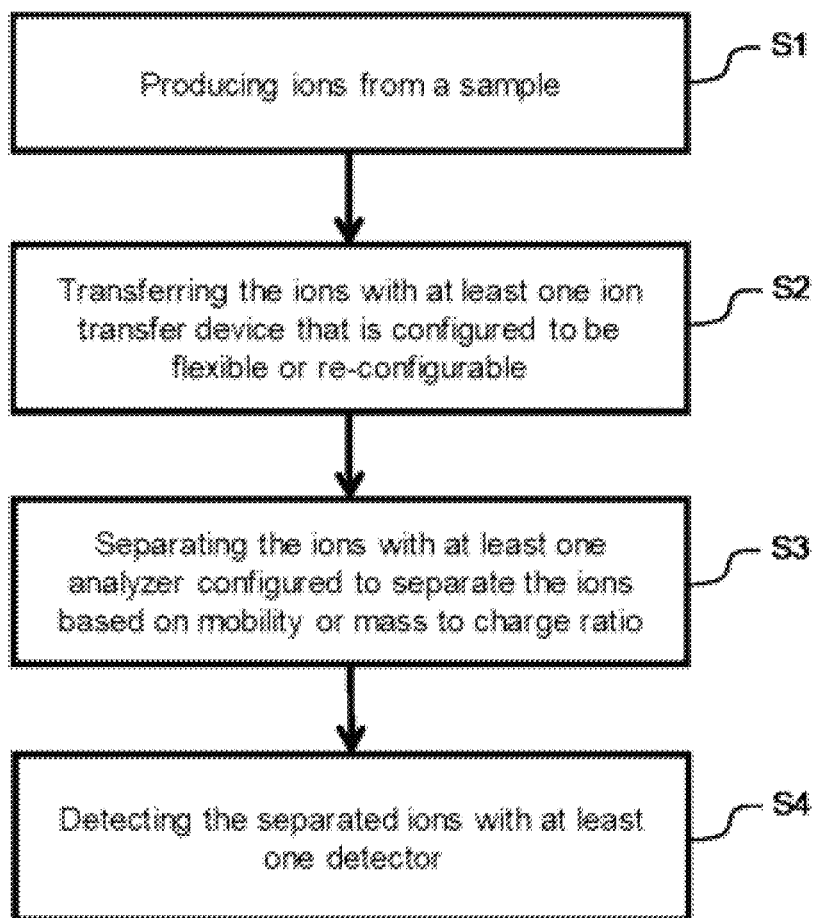 Producing ions from a sample
S1
Transferring the ions with at least one ion
transfer device that is configured to be
flexible or re-configurable
S2
Separating the ions with at least one
analyzer configured to separate the ions
based on mobility or mass to charge ratio
S3
Detecting the separated ions with at least
one detector
S4